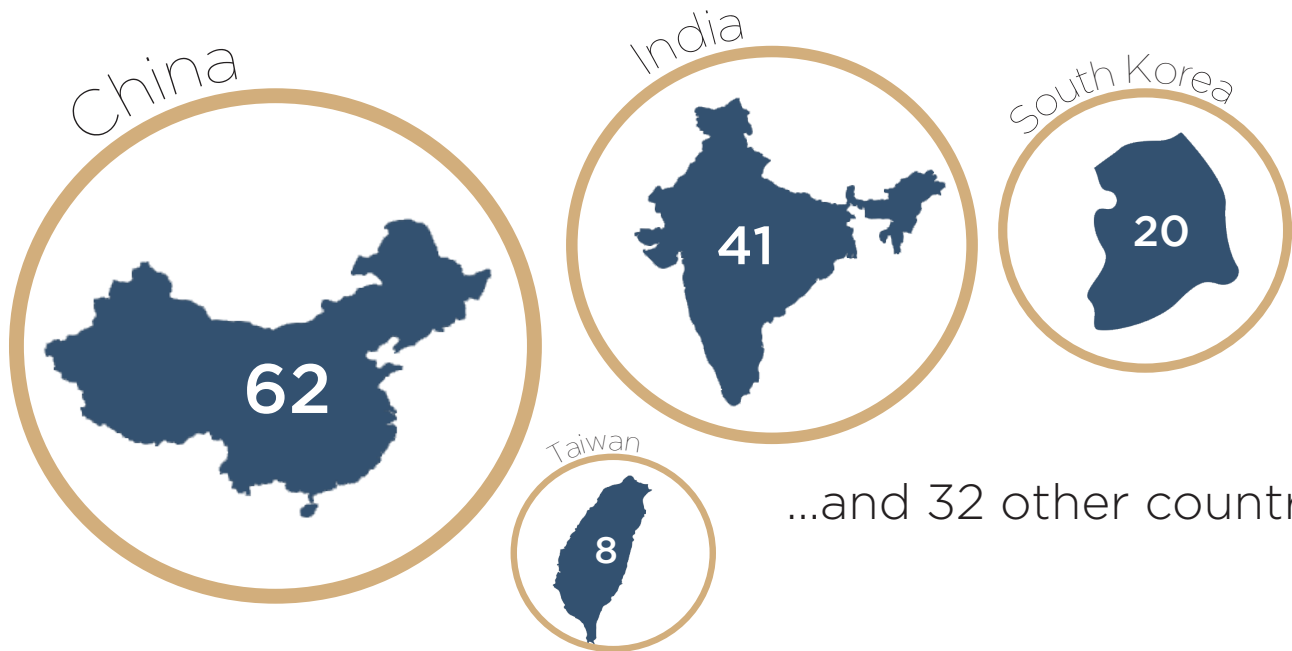 China
62
India
41
South Korea
20
Taiwan
8
...and 32 other